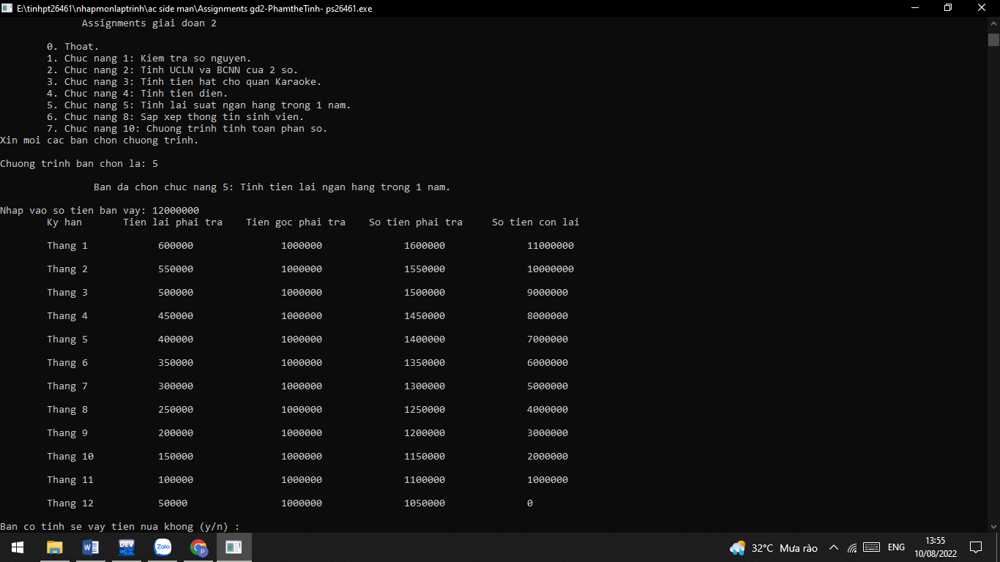 E:\tinhpt26461\nhapmonlaptrinh\ac side man\Assignments gd2-PhamtheTinh- ps26461.exe
Assignments giai doan 2
0. Thoat.
1. Chuc nang 1: Kiem tra so nguyen.
2. Chuc nang 2: Tinh UCLN va BCNN cua 2 so.
3. Chuc nang 3: Tinh tien hat cho quan Karaoke.
4. Chuc nang 4: Tinh tien dien.
5. Chuc nang 5: Tinh lai suat ngan hang trong 1 nam.
6. Chuc nang 8: Sap xep thong tin sinh vien.
7. Chuc nang 10: Chuong trinh tinh toan phan so.
Xin moi cac ban chon chuong trinh.
Chuong trinh ban chon la: 5
Ban da chon chuc nang 5: Tinh tien lai ngan hang trong 1 nam.
Nhap vao so tien ban vay: 12000000
Ky han Tien lai phai tra Tien goc phai tra So tien phai tra So tien con lai
Thang 1 600000 1000000 1600000 11000000
Thang 2 550000 1000000 1550000 10000000
Thang 3 500000 1000000 1500000 9000000
Thang 4 450000 1000000 1450000 8000000
Thang 5 400000 1000000 1400000 7000000
Thang 6 350000 1000000 1350000 6000000
Thang 7 300000 1000000 1300000 5000000
Thang 8 250000 1000000 1250000 4000000
Thang 9 200000 1000000 1200000 3000000
Thang 10 150000 1000000 1150000 2000000
Thang 11 100000 1000000 1100000 1000000
Thang 12 50000 1000000 1050000 0
Ban co tinh se vay tien nua khong (y/n) :
DEV Zalo P 32°C Mưa rào ENG 13:55
10/08/2022